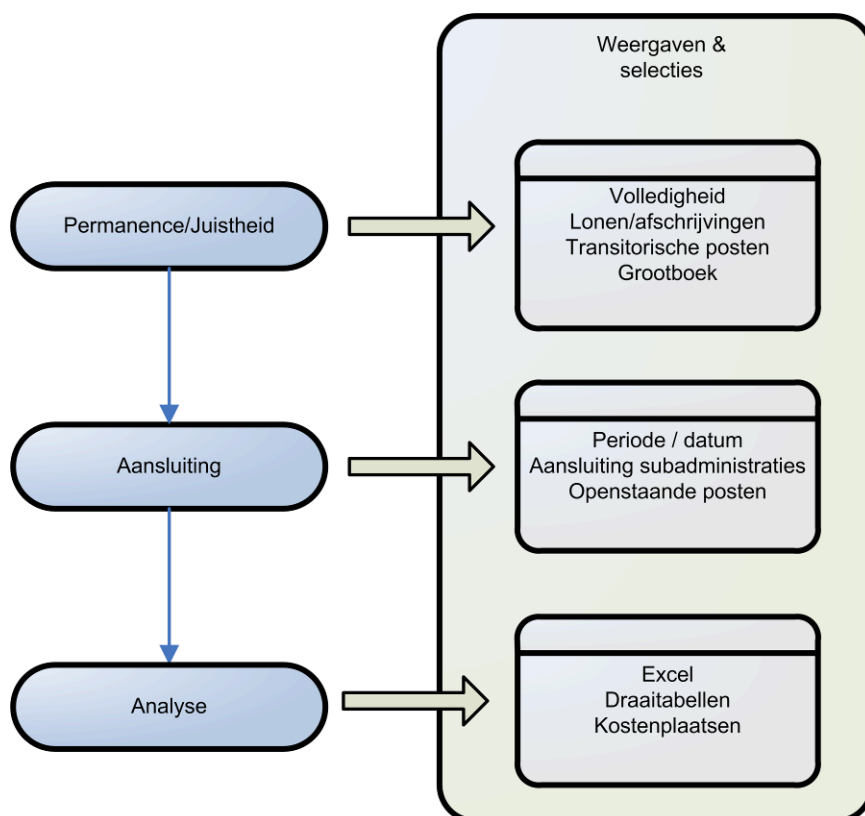 Weergaven &
selecties
Permanence/Juistheid
Volledigheid
Lonen/afschrijvingen
Transitorische posten
Grootboek
Aansluiting
Periode / datum
Aansluiting subadministraties
Openstaande posten
Analyse
Excel
Draaitabellen
Kostenplaatsen